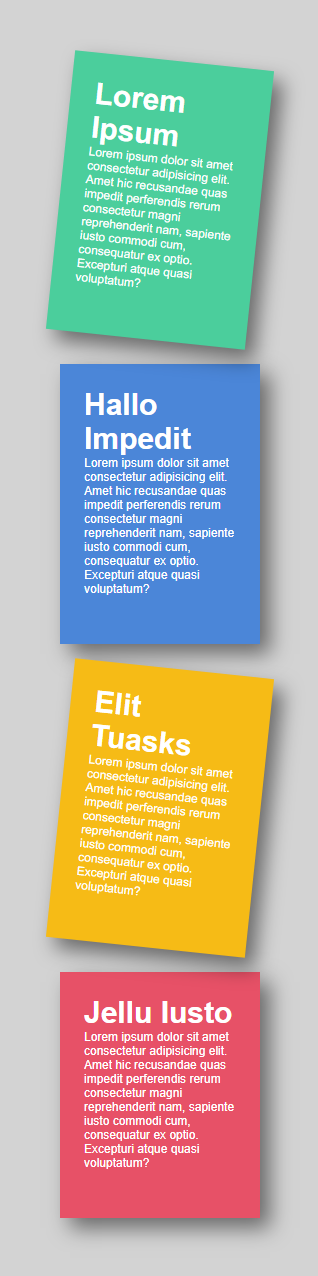 Lorem
Ipsum
Lorem ipsum dolor sit amet
consectetur adipisicing elit.
Amet hic recusandae quas
impedit perferendis rerum
consectetur magni
reprehenderit nam, sapiente
iusto commodi cum,
consequatur ex optio.
Excepturi atque quasi
voluptatum?
Hallo
Impedit
Lorem ipsum dolor sit amet
consectetur adipisicing elit.
Amet hic recusandae quas
impedit perferendis rerum
consectetur magni
reprehenderit nam, sapiente
iusto commodi cum,
consequatur ex optio.
Excepturi atque quasi
voluptatum?
Elit
Tuasks
Lorem ipsum dolor sit amet
consectetur adipisicing elit.
Amet hic recusandae quas
impedit perferendis rerum
consectetur magni
reprehenderit nam, sapiente
iusto commodi cum,
consequatur ex optio.
Excepturi atque quasi
voluptatum?
Jellu Iusto
Lorem ipsum dolor sit amet
consectetur adipisicing elit.
Amet hic recusandae quas
impedit perferendis rerum
consectetur magni
reprehenderit nam, sapiente
iusto commodi cum,
consequatur ex optio.
Excepturi atque quasi
voluptatum?